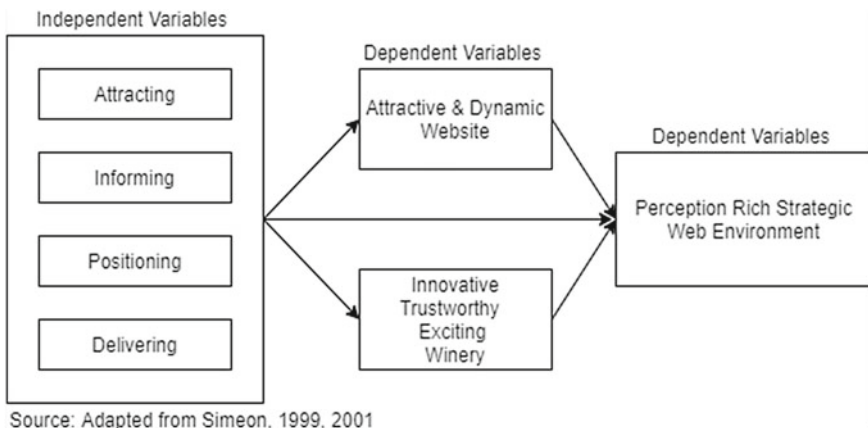 Independent Variables
Attracting
Informing
Positioning
Delivering
Dependent Variables
Attractive & Dynamic
Website
Innovative
Trustworthy
Exciting
Winery
Dependent Variables
Perception Rich Strategic
Web Environment
Source: Adapted from Simeon, 1999, 2001